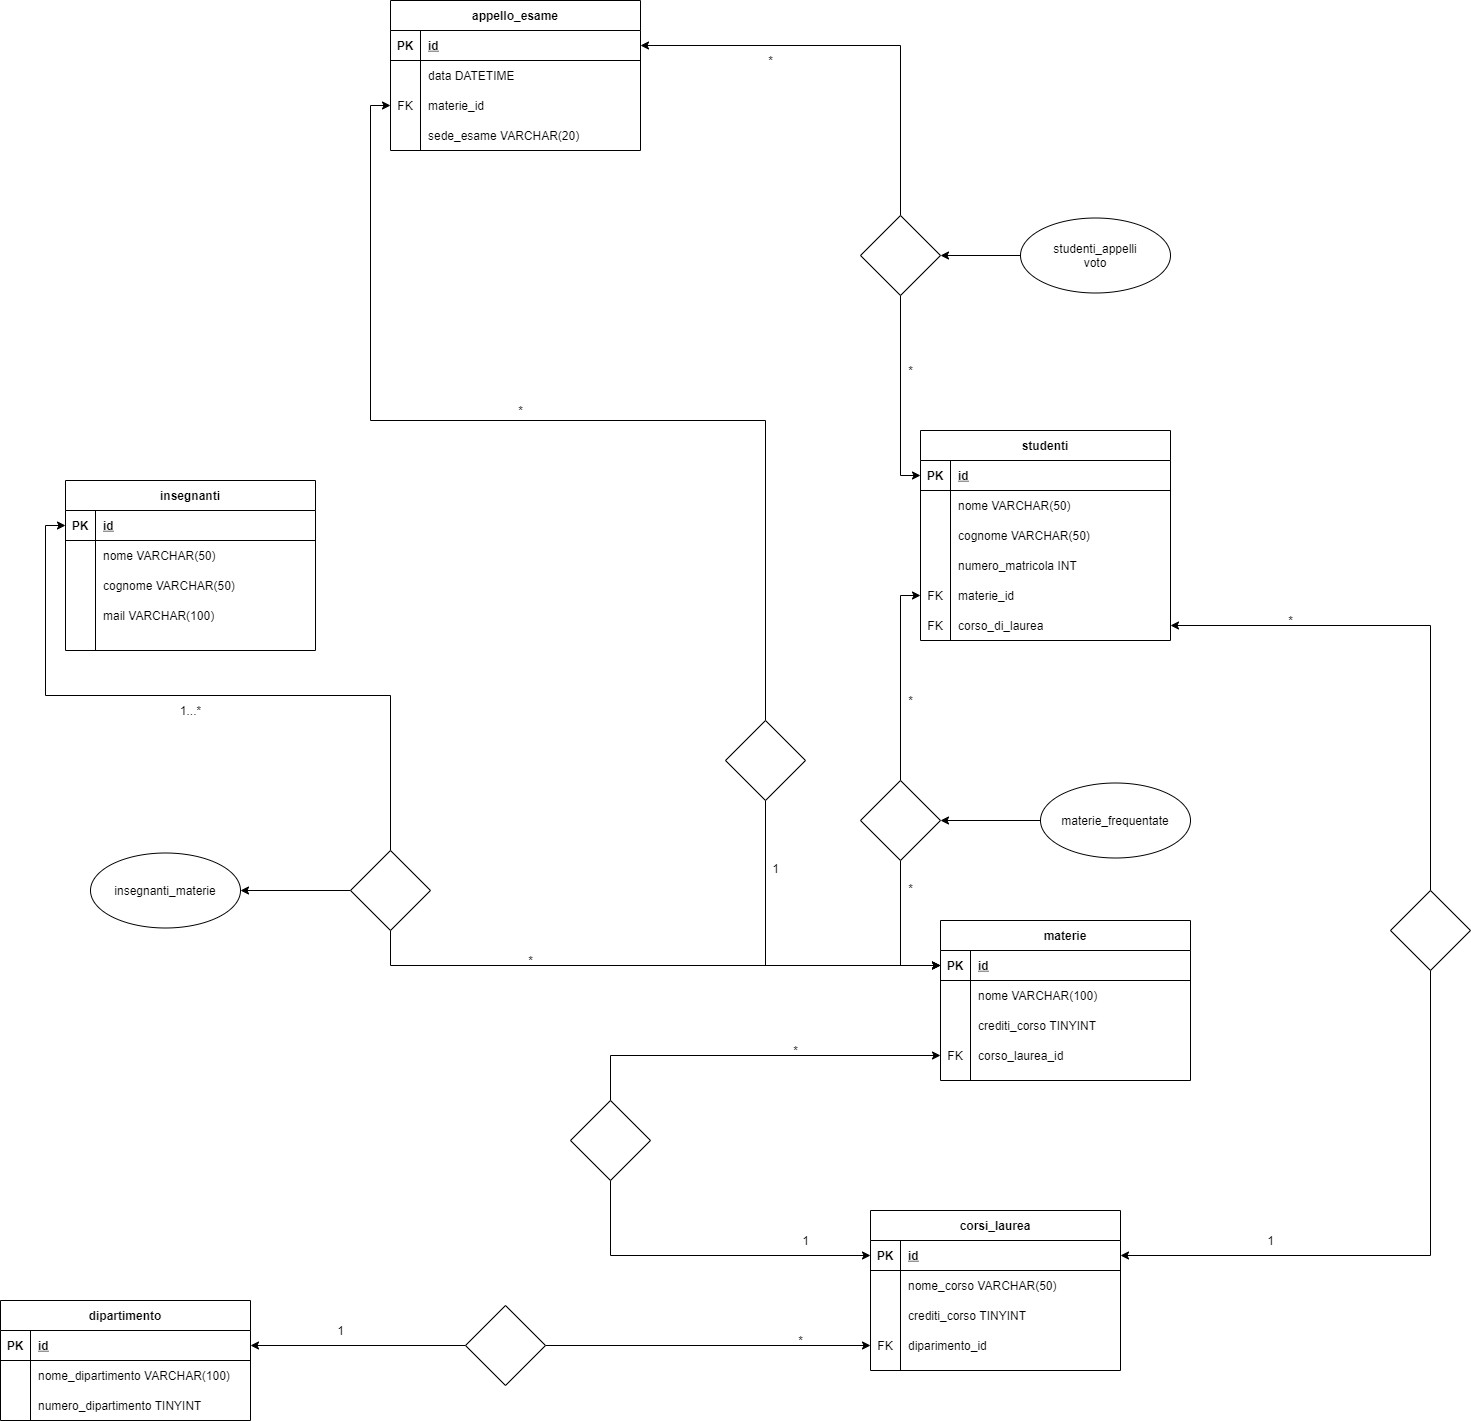 appello_esame
PK id
data DATETIME
FK materie_id
sede_esame VARCHAR(20)
*
studenti_appelli
voto
*
*
studenti
PK id
nome VARCHAR(50)
cognome VARCHAR(50)
numero_matricola INT
FK materie_id
FK corso_di_laurea
*
insegnanti
PK id
nome VARCHAR(50)
cognome VARCHAR(50)
mail VARCHAR(100)
1...*
*
materie_frequentate
1
*
insegnanti_materie
*
materie
PK id
nome VARCHAR(100)
crediti_corso TINYINT
FK corso_laurea_id
*
1
1
corsi_laurea
PK id
nome_corso VARCHAR(50)
crediti_corso TINYINT
FK diparimento_id
dipartimento
PK id
nome_dipartimento VARCHAR(100)
numero_dipartimento TINYINT
1
*